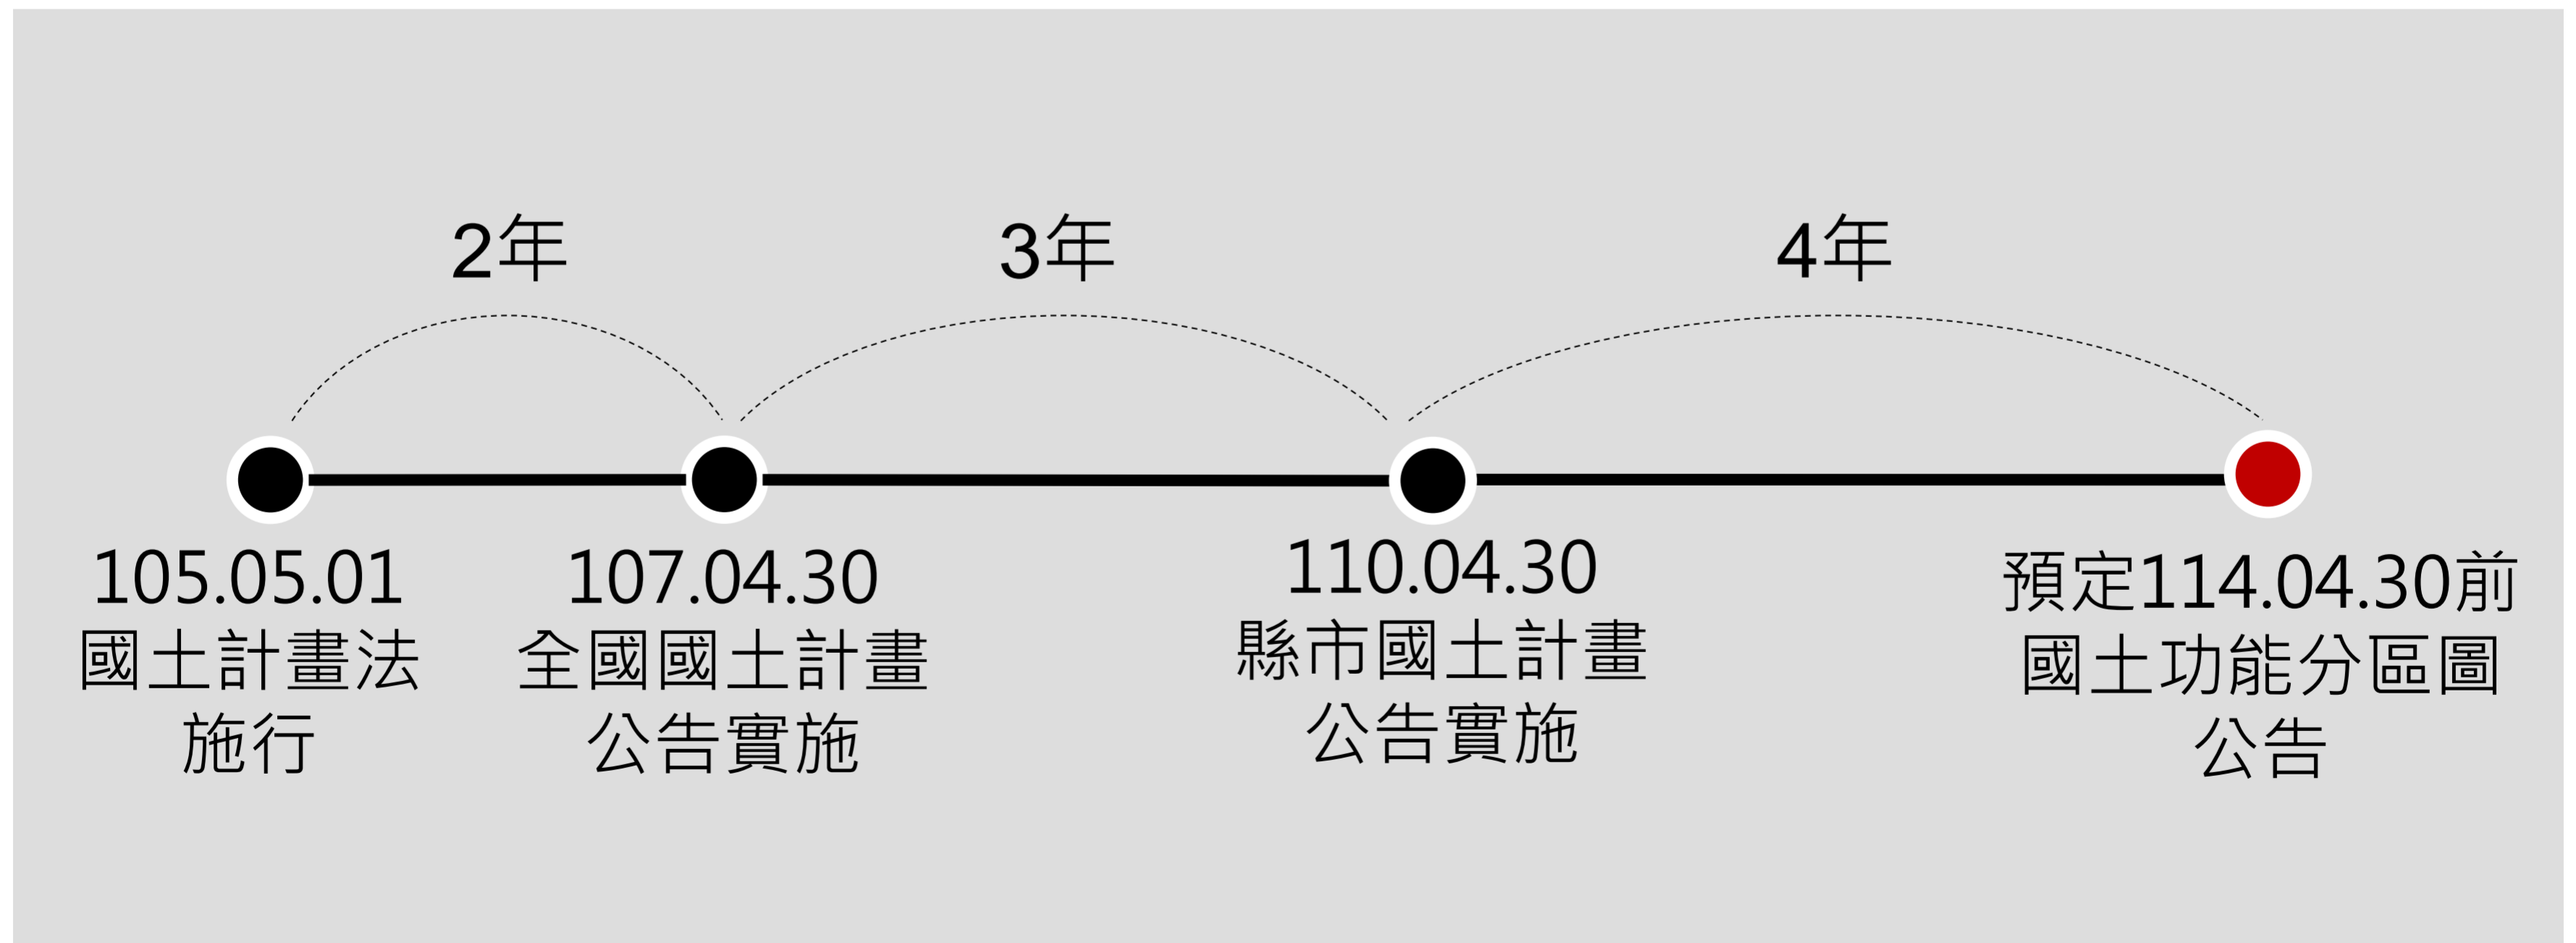 2年
3年
4年
105.05.01
國土計畫法
施行
107.04.30
全國國土計畫
公告實施
110.04.30
縣市國土計畫
公告實施
預定114.04.30前
國土功能分區圖
公告